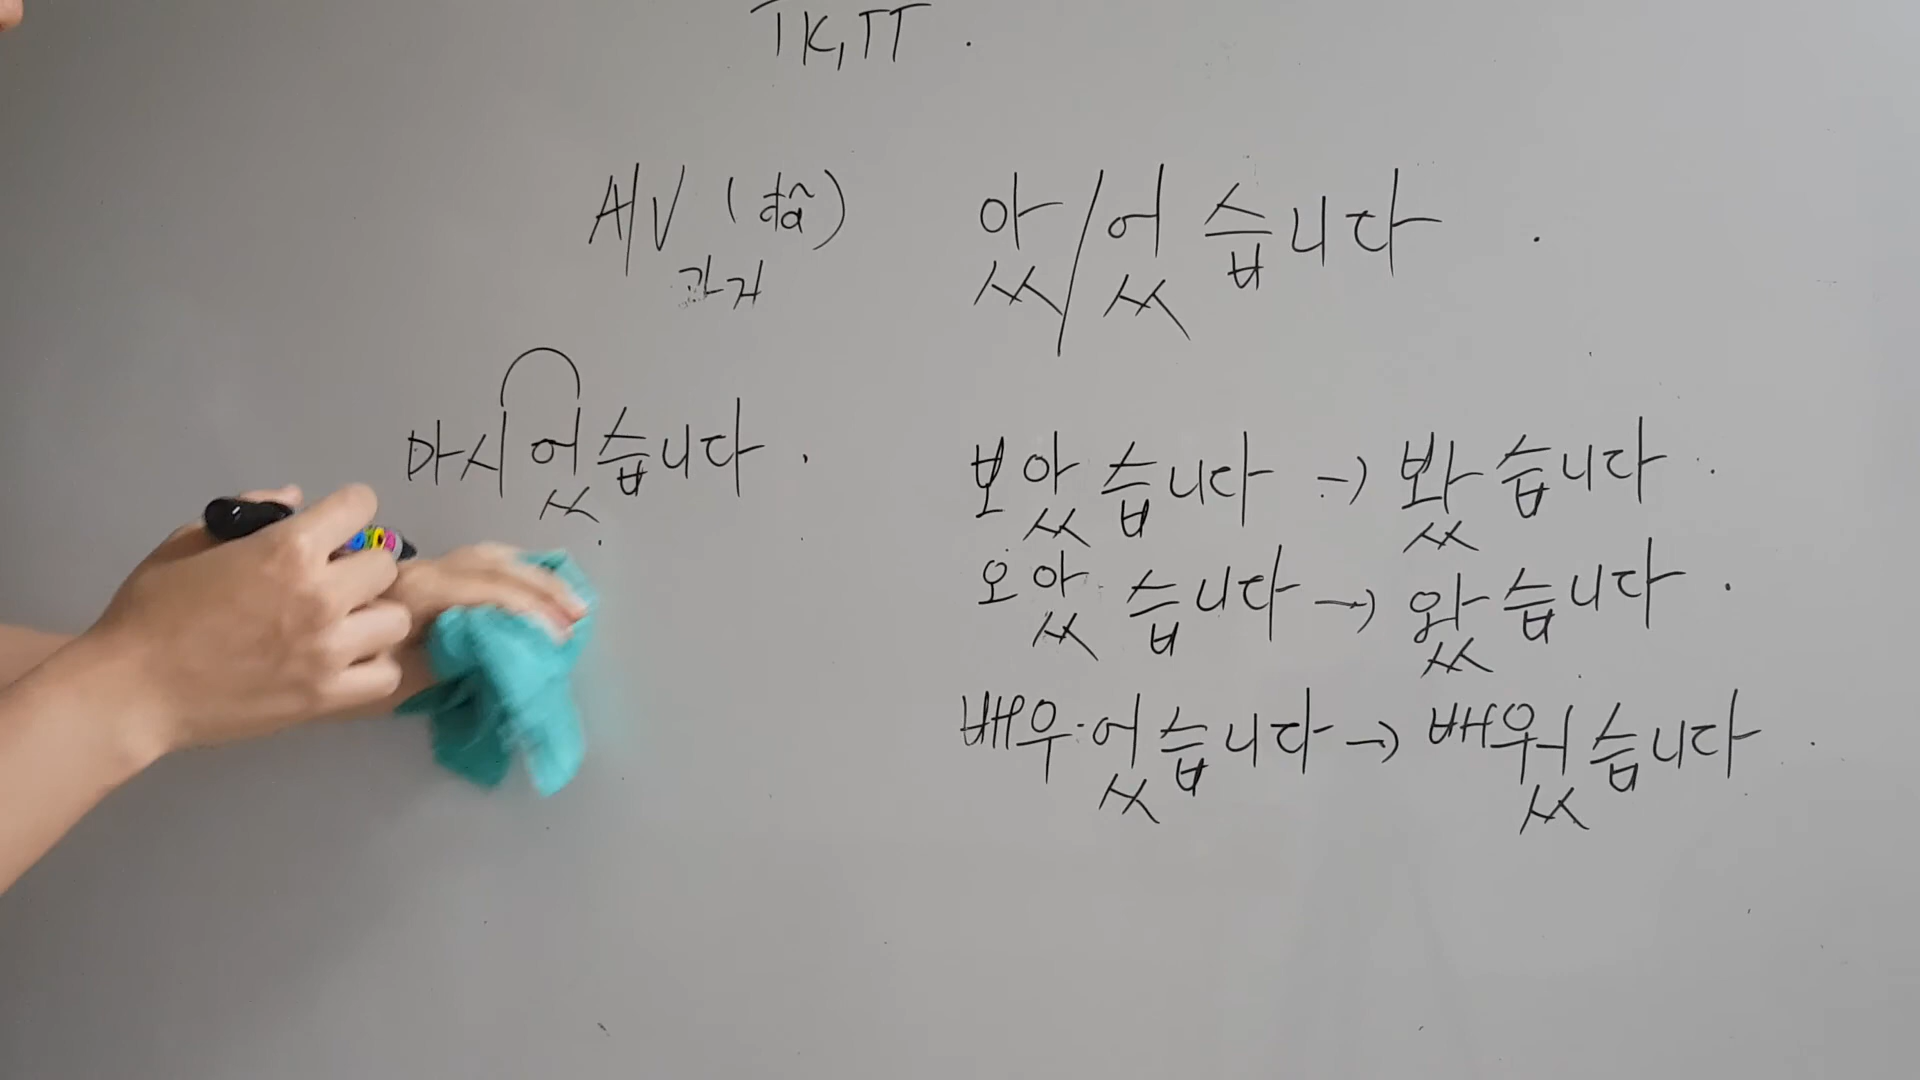 TK, TT.
A/V (đã) 았/었습니다.
과거
마시었습니다.
보았습니다 → 봤습니다.
오았습니다 → 왔습니다.
배우었습니다 → 배웠습니다.